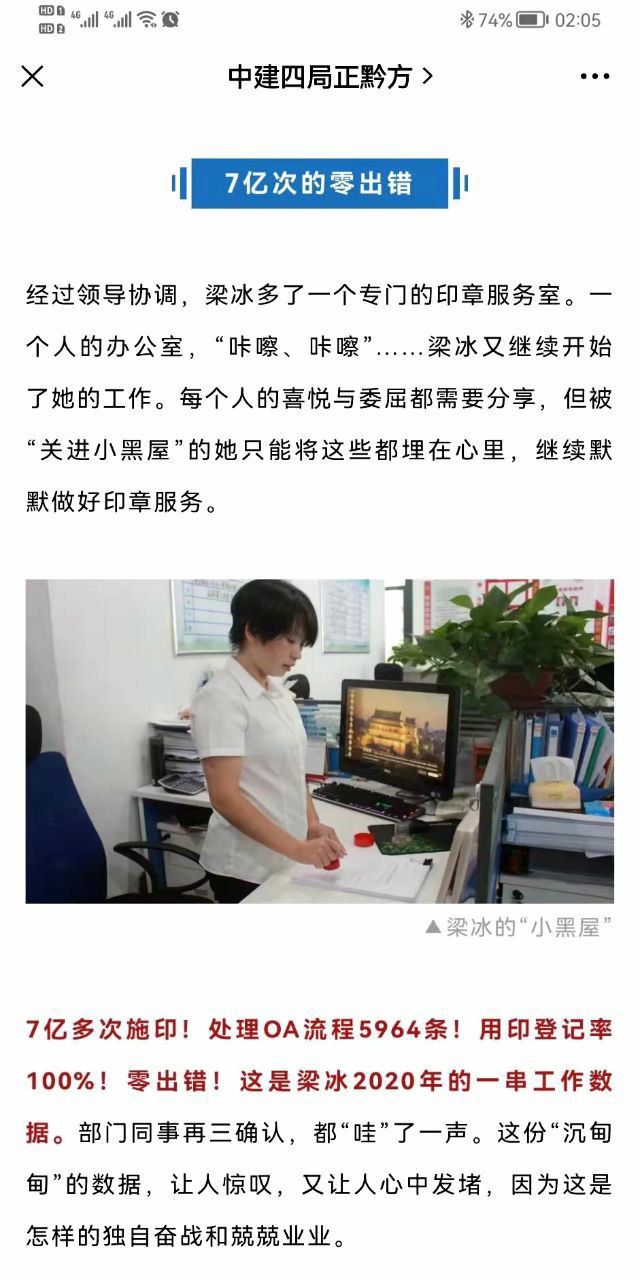 HD 1 4G 4G 74% 02:05
HD 2
中建四局正黔方 >
7亿次的零出错
经过领导协调，梁冰多了一个专门的印章服务室。一
个人的办公室，“咔嚓、咔嚓”……梁冰又继续开始
了她的工作。每个人的喜悦与委屈都需要分享，但被
“关进小黑屋”的她只能将这些都埋在心里，继续默
默做好印章服务。
▲梁冰的“小黑屋”
7亿多次施印！处理OA流程5964条！用印登记率
100%！零出错！这是梁冰2020年的一串工作数
据。部门同事再三确认，都“哇”了一声。这份“沉甸
甸”的数据，让人惊叹，又让人心中发堵，因为这是
怎样的独自奋战和兢兢业业。